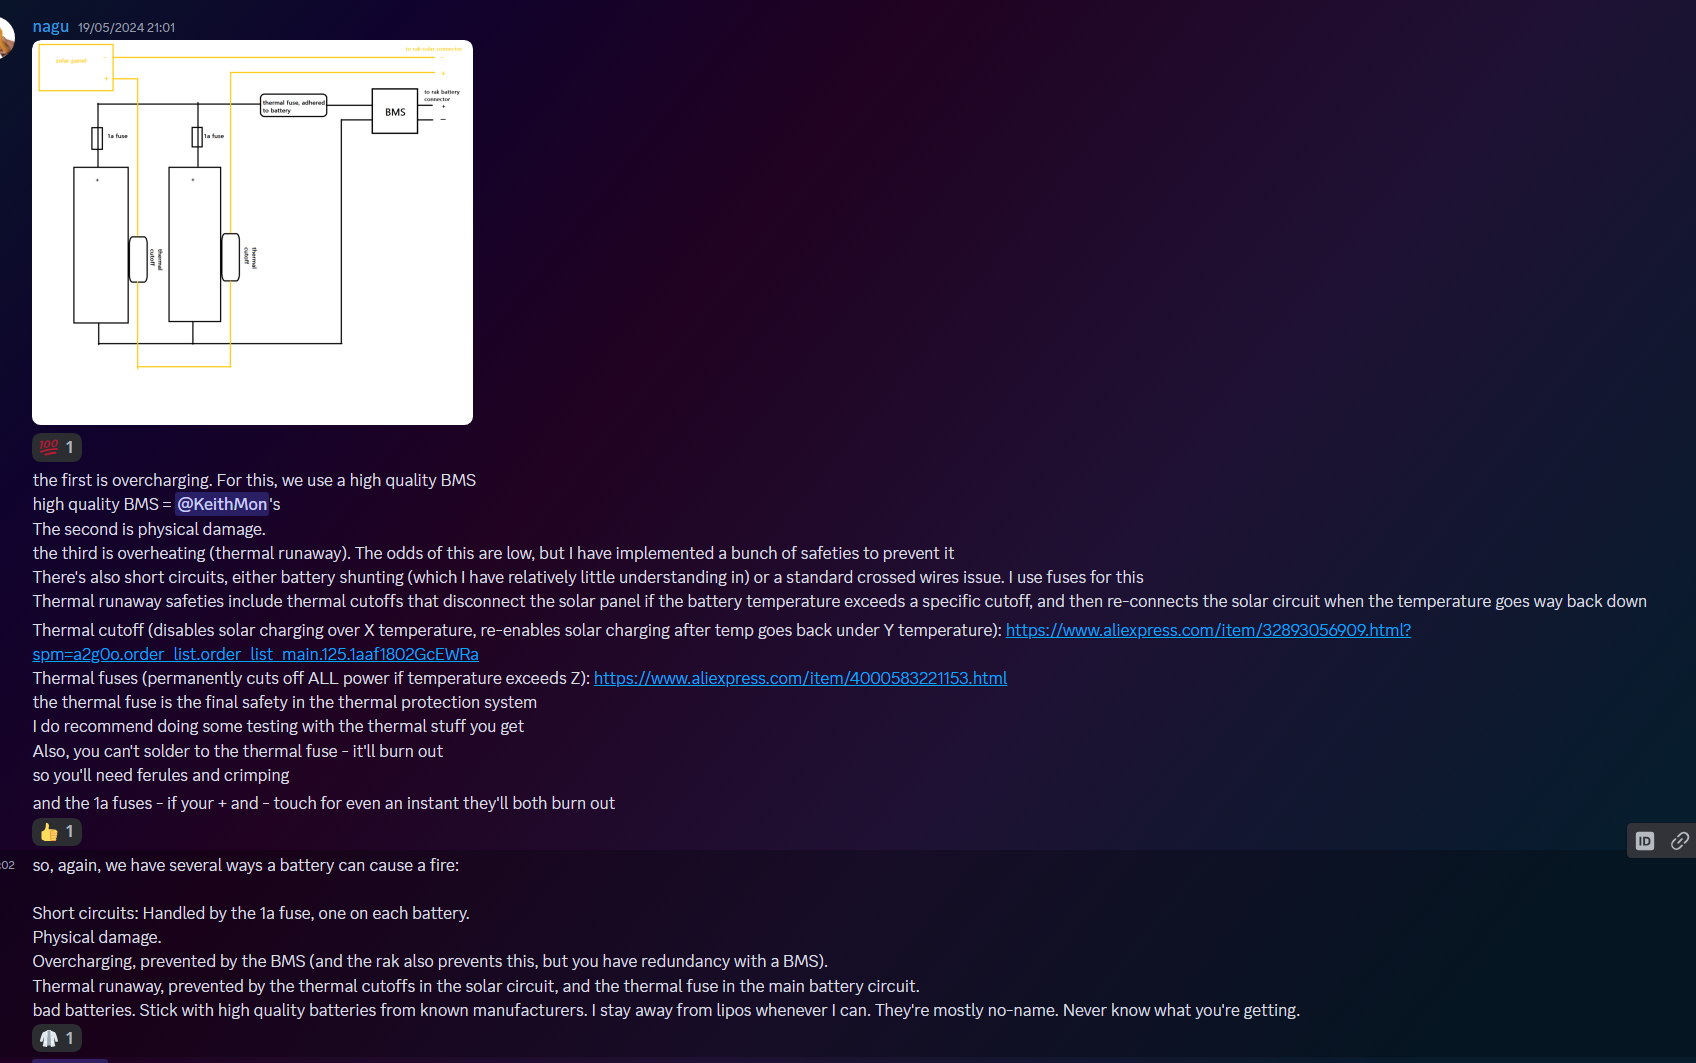 nagu 19/05/2024 21:01
to rak solar connector
solar panel
-
-
+
+
thermal fuse, adhered
to battery
BMS
to rak battery
connector
+
-
1a fuse
1a fuse
+
+
thermal
cutoff
thermal
cutoff
100 1
the first is overcharging. For this, we use a high quality BMS
high quality BMS = @KeithMon's
The second is physical damage.
the third is overheating (thermal runaway). The odds of this are low, but I have implemented a bunch of safeties to prevent it
There's also short circuits, either battery shunting (which I have relatively little understanding in) or a standard crossed wires issue. I use fuses for this
Thermal runaway safeties include thermal cutoffs that disconnect the solar panel if the battery temperature exceeds a specific cutoff, and then re-connects the solar circuit when the temperature goes way back down
Thermal cutoff (disables solar charging over X temperature, re-enables solar charging after temp goes back under Y temperature): https://www.aliexpress.com/item/32893056909.html?
spm=a2g0o.order_list.order_list_main.125.1aaf1802GcEWRa
Thermal fuses (permanently cuts off ALL power if temperature exceeds Z): https://www.aliexpress.com/item/4000583221153.html
the thermal fuse is the final safety in the thermal protection system
I do recommend doing some testing with the thermal stuff you get
Also, you can't solder to the thermal fuse - it'll burn out
so you'll need ferules and crimping
and the 1a fuses - if your + and - touch for even an instant they'll both burn out
1
ID
:02 so, again, we have several ways a battery can cause a fire:
Short circuits: Handled by the 1a fuse, one on each battery.
Physical damage.
Overcharging, prevented by the BMS (and the rak also prevents this, but you have redundancy with a BMS).
Thermal runaway, prevented by the thermal cutoffs in the solar circuit, and the thermal fuse in the main battery circuit.
bad batteries. Stick with high quality batteries from known manufacturers. I stay away from lipos whenever I can. They're mostly no-name. Never know what you're getting.
1